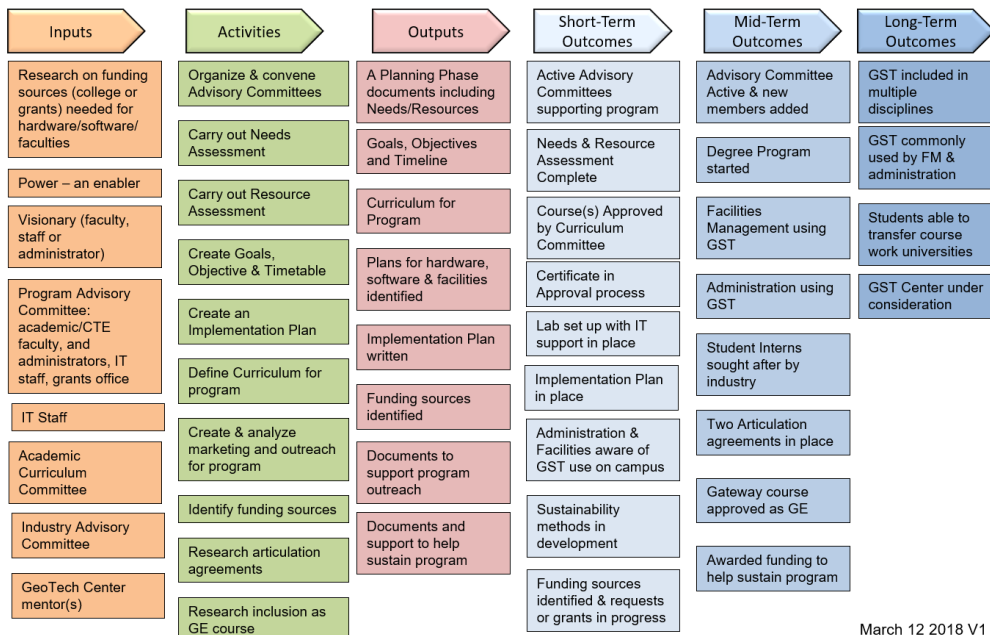 Inputs
Activities
Outputs
Short-Term
Outcomes
Mid-Term
Outcomes
Long-Term
Outcomes
Research on funding
sources (college or
grants) needed for
hardware/software/
faculties
Power – an enabler
Visionary (faculty,
staff or
administrator)
Program Advisory
Committee:
academic/CTE
faculty, and
administrators, IT
staff, grants office
IT Staff
Academic
Curriculum
Committee
Industry Advisory
Committee
GeoTech Center
mentor(s)
Organize & convene
Advisory Committees
Carry out Needs
Assessment
Carry out Resource
Assessment
Create Goals,
Objective & Timetable
Create an
Implementation Plan
Define Curriculum for
program
Create & analyze
marketing and outreach
for program
Identify funding sources
Research articulation
agreements
Research inclusion as
GE course
A Planning Phase
documents including
Needs/Resources
Goals, Objectives
and Timeline
Curriculum for
Program
Plans for hardware,
software & facilities
identified
Implementation Plan
written
Funding sources
identified
Documents to
support program
outreach
Documents and
support to help
sustain program
Active Advisory
Committees
supporting program
Needs & Resource
Assessment
Complete
Course(s) Approved
by Curriculum
Committee
Certificate in
Approval process
Lab set up with IT
support in place
Implementation Plan
in place
Administration &
Facilities aware of
GST use on campus
Sustainability
methods in
development
Funding sources
identified & requests
or grants in progress
Advisory Committee
Active & new
members added
Degree Program
started
Facilities
Management using
GST
Administration using
GST
Student Interns
sought after by
industry
Two Articulation
agreements in place
Gateway course
approved as GE
Awarded funding to
help sustain program
GST included in
multiple
disciplines
GST commonly
used by FM &
administration
Students able to
transfer course
work universities
GST Center under
consideration
March 12 2018 V1